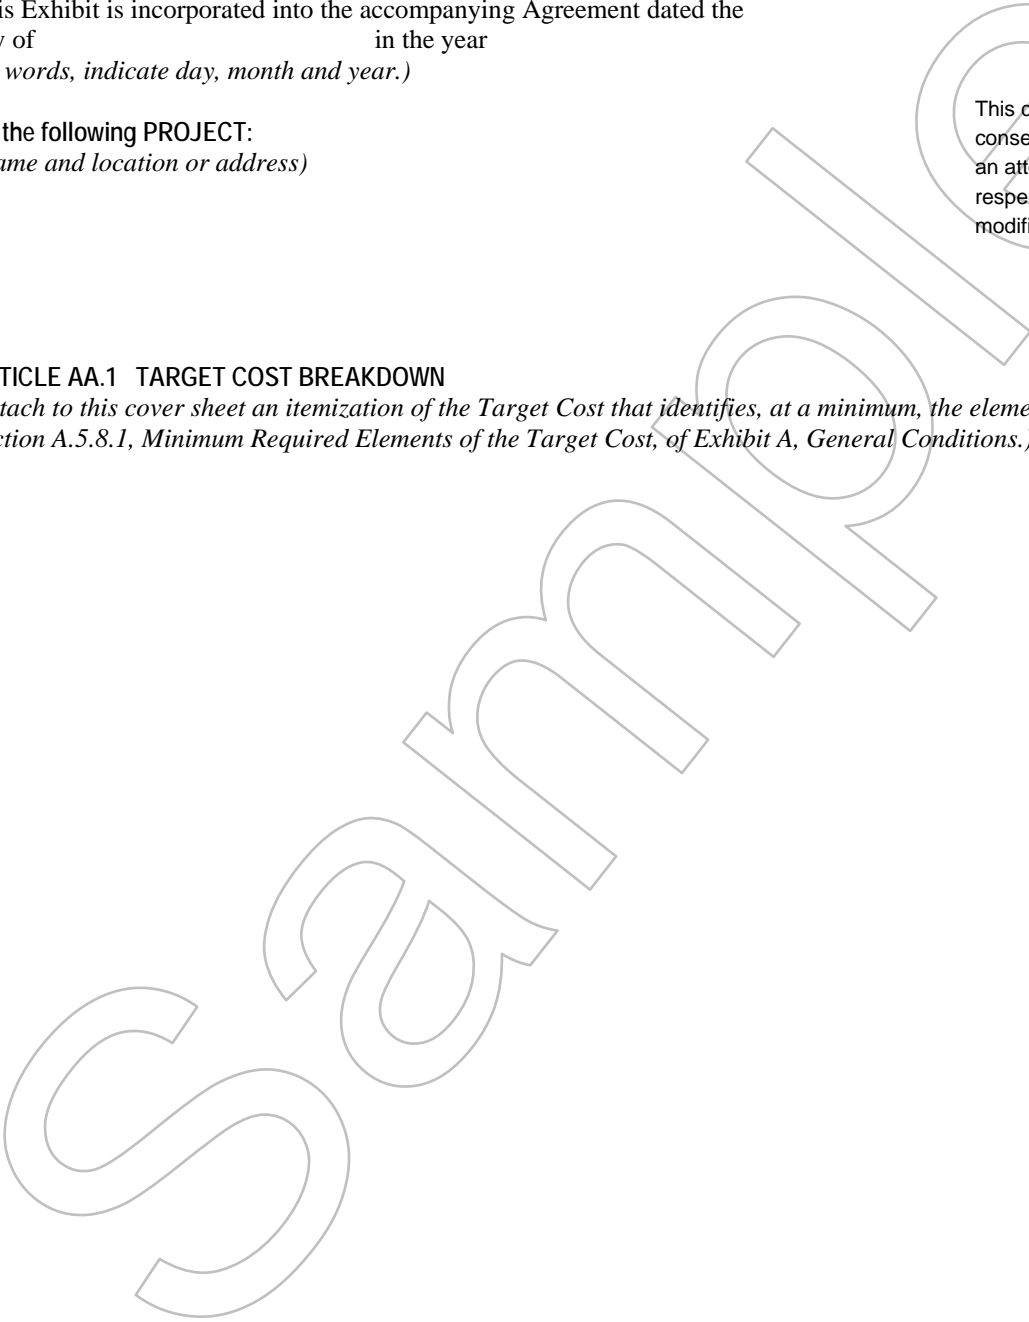 is Exhibit is incorporated into the accompanying Agreement dated the
y of in the year
words, indicate day, month and year.)
the following PROJECT:
ame and location or address)
This
conse
an atto
respe
modifi
TICLE AA.1 TARGET COST BREAKDOWN
tach to this cover sheet an itemization of the Target Cost that identifies, at a minimum, the eleme
ction A.5.8.1, Minimum Required Elements of the Target Cost, of Exhibit A, General Conditions.)
Sample